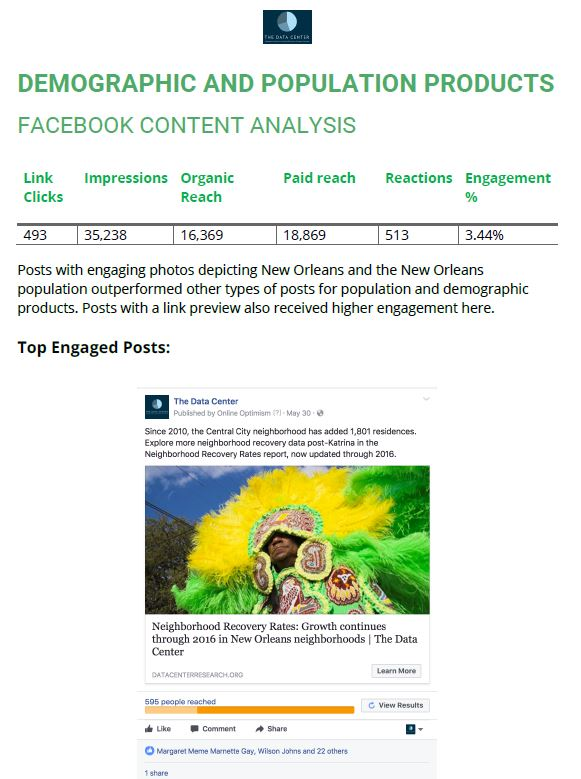 THE DATA CENTER
DEMOGRAPHIC AND POPULATION PRODUCTS
FACEBOOK CONTENT ANALYSIS
Link Clicks Impressions Organic Reach Paid reach Reactions Engagement %
493 35,238 16,369 18,869 513 3.44%
Posts with engaging photos depicting New Orleans and the New Orleans
population outperformed other types of posts for population and demographic
products. Posts with a link preview also received higher engagement here.
Top Engaged Posts:
The Data Center
Published by Online Optimism [?] · May 30 ·
Since 2010, the Central City neighborhood has added 1,801 residences.
Explore more neighborhood recovery data post-Katrina in the
Neighborhood Recovery Rates report, now updated through 2016.
Neighborhood Recovery Rates: Growth continues
through 2016 in New Orleans neighborhoods | The Data
Center
DATACENTERRESEARCH.ORG
Learn More
595 people reached
View Results
Like Comment Share
Margaret Meme Marnette Gay, Wilson Johns and 22 others
1 share